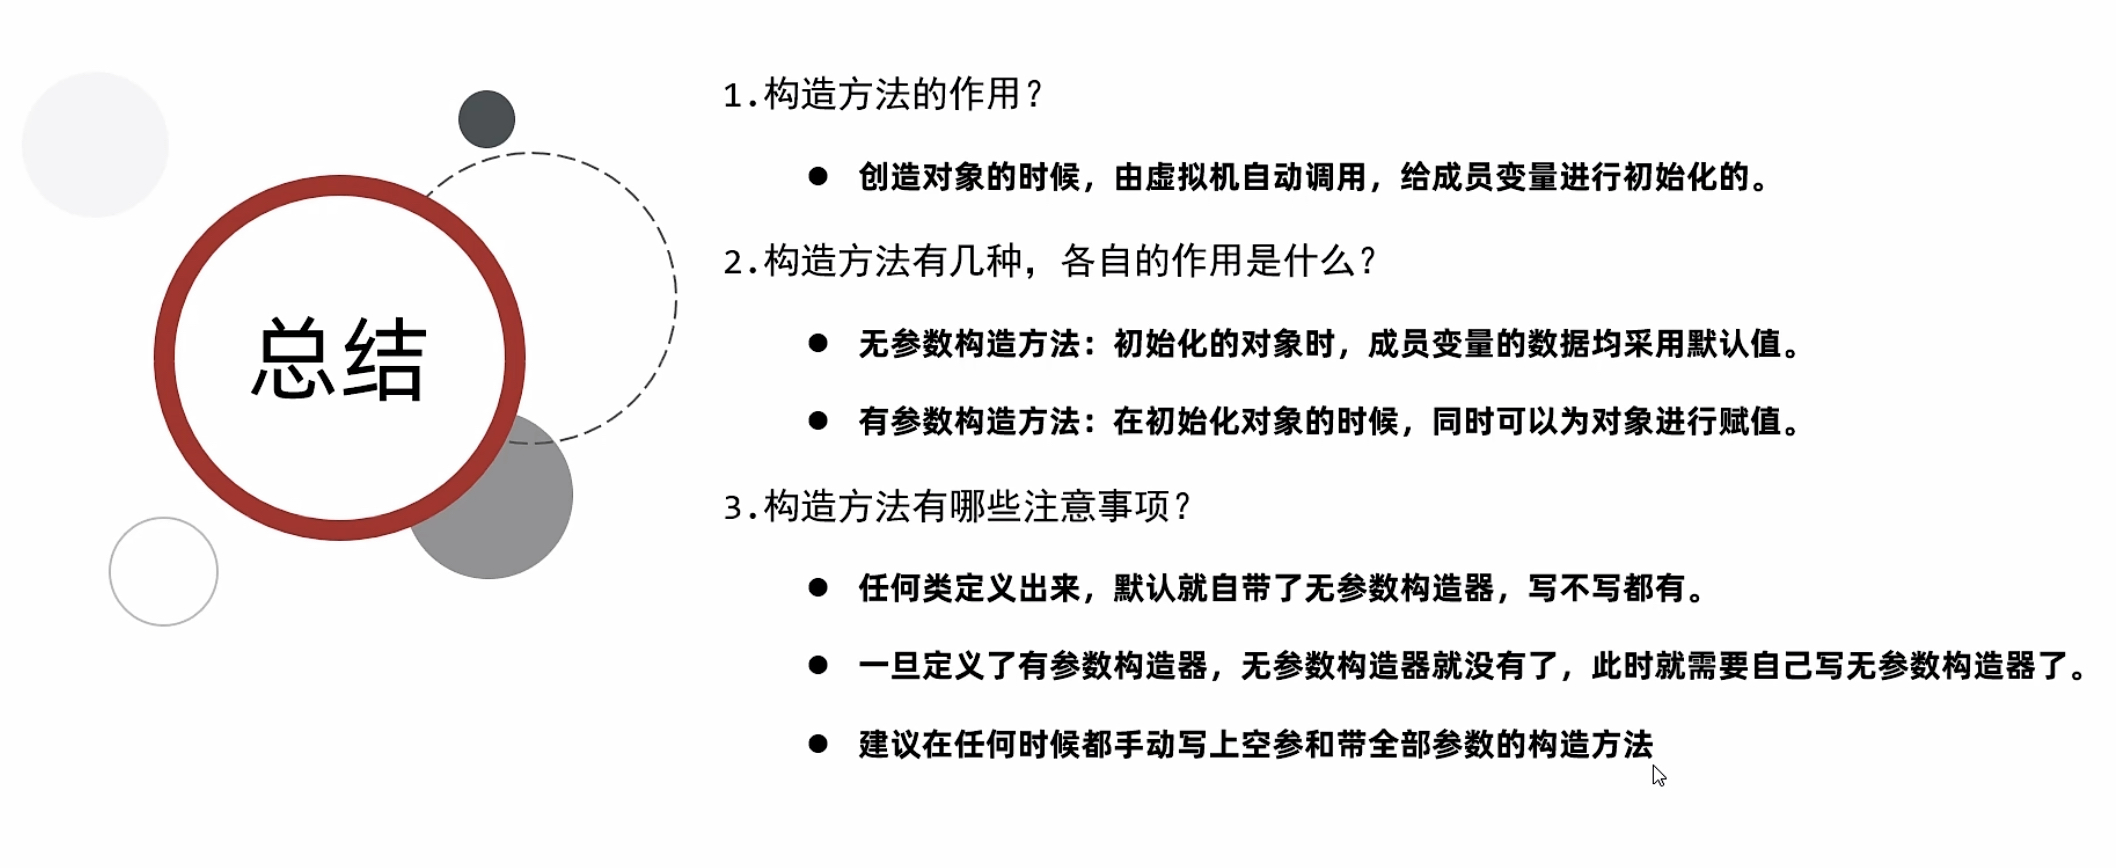 总结
1.构造方法的作用？
● 创造对象的时候，由虚拟机自动调用，给成员变量进行初始化的。
2.构造方法有几种，各自的作用是什么？
● 无参数构造方法：初始化的对象时，成员变量的数据均采用默认值。
● 有参数构造方法：在初始化对象的时候，同时可以为对象进行赋值。
3.构造方法有哪些注意事项？
● 任何类定义出来，默认就自带了无参数构造器，写不写都有。
● 一旦定义了有参数构造器，无参数构造器就没有了，此时就需要自己写无参数构造器了。
● 建议在任何时候都手动写上空参和带全部参数的构造方法